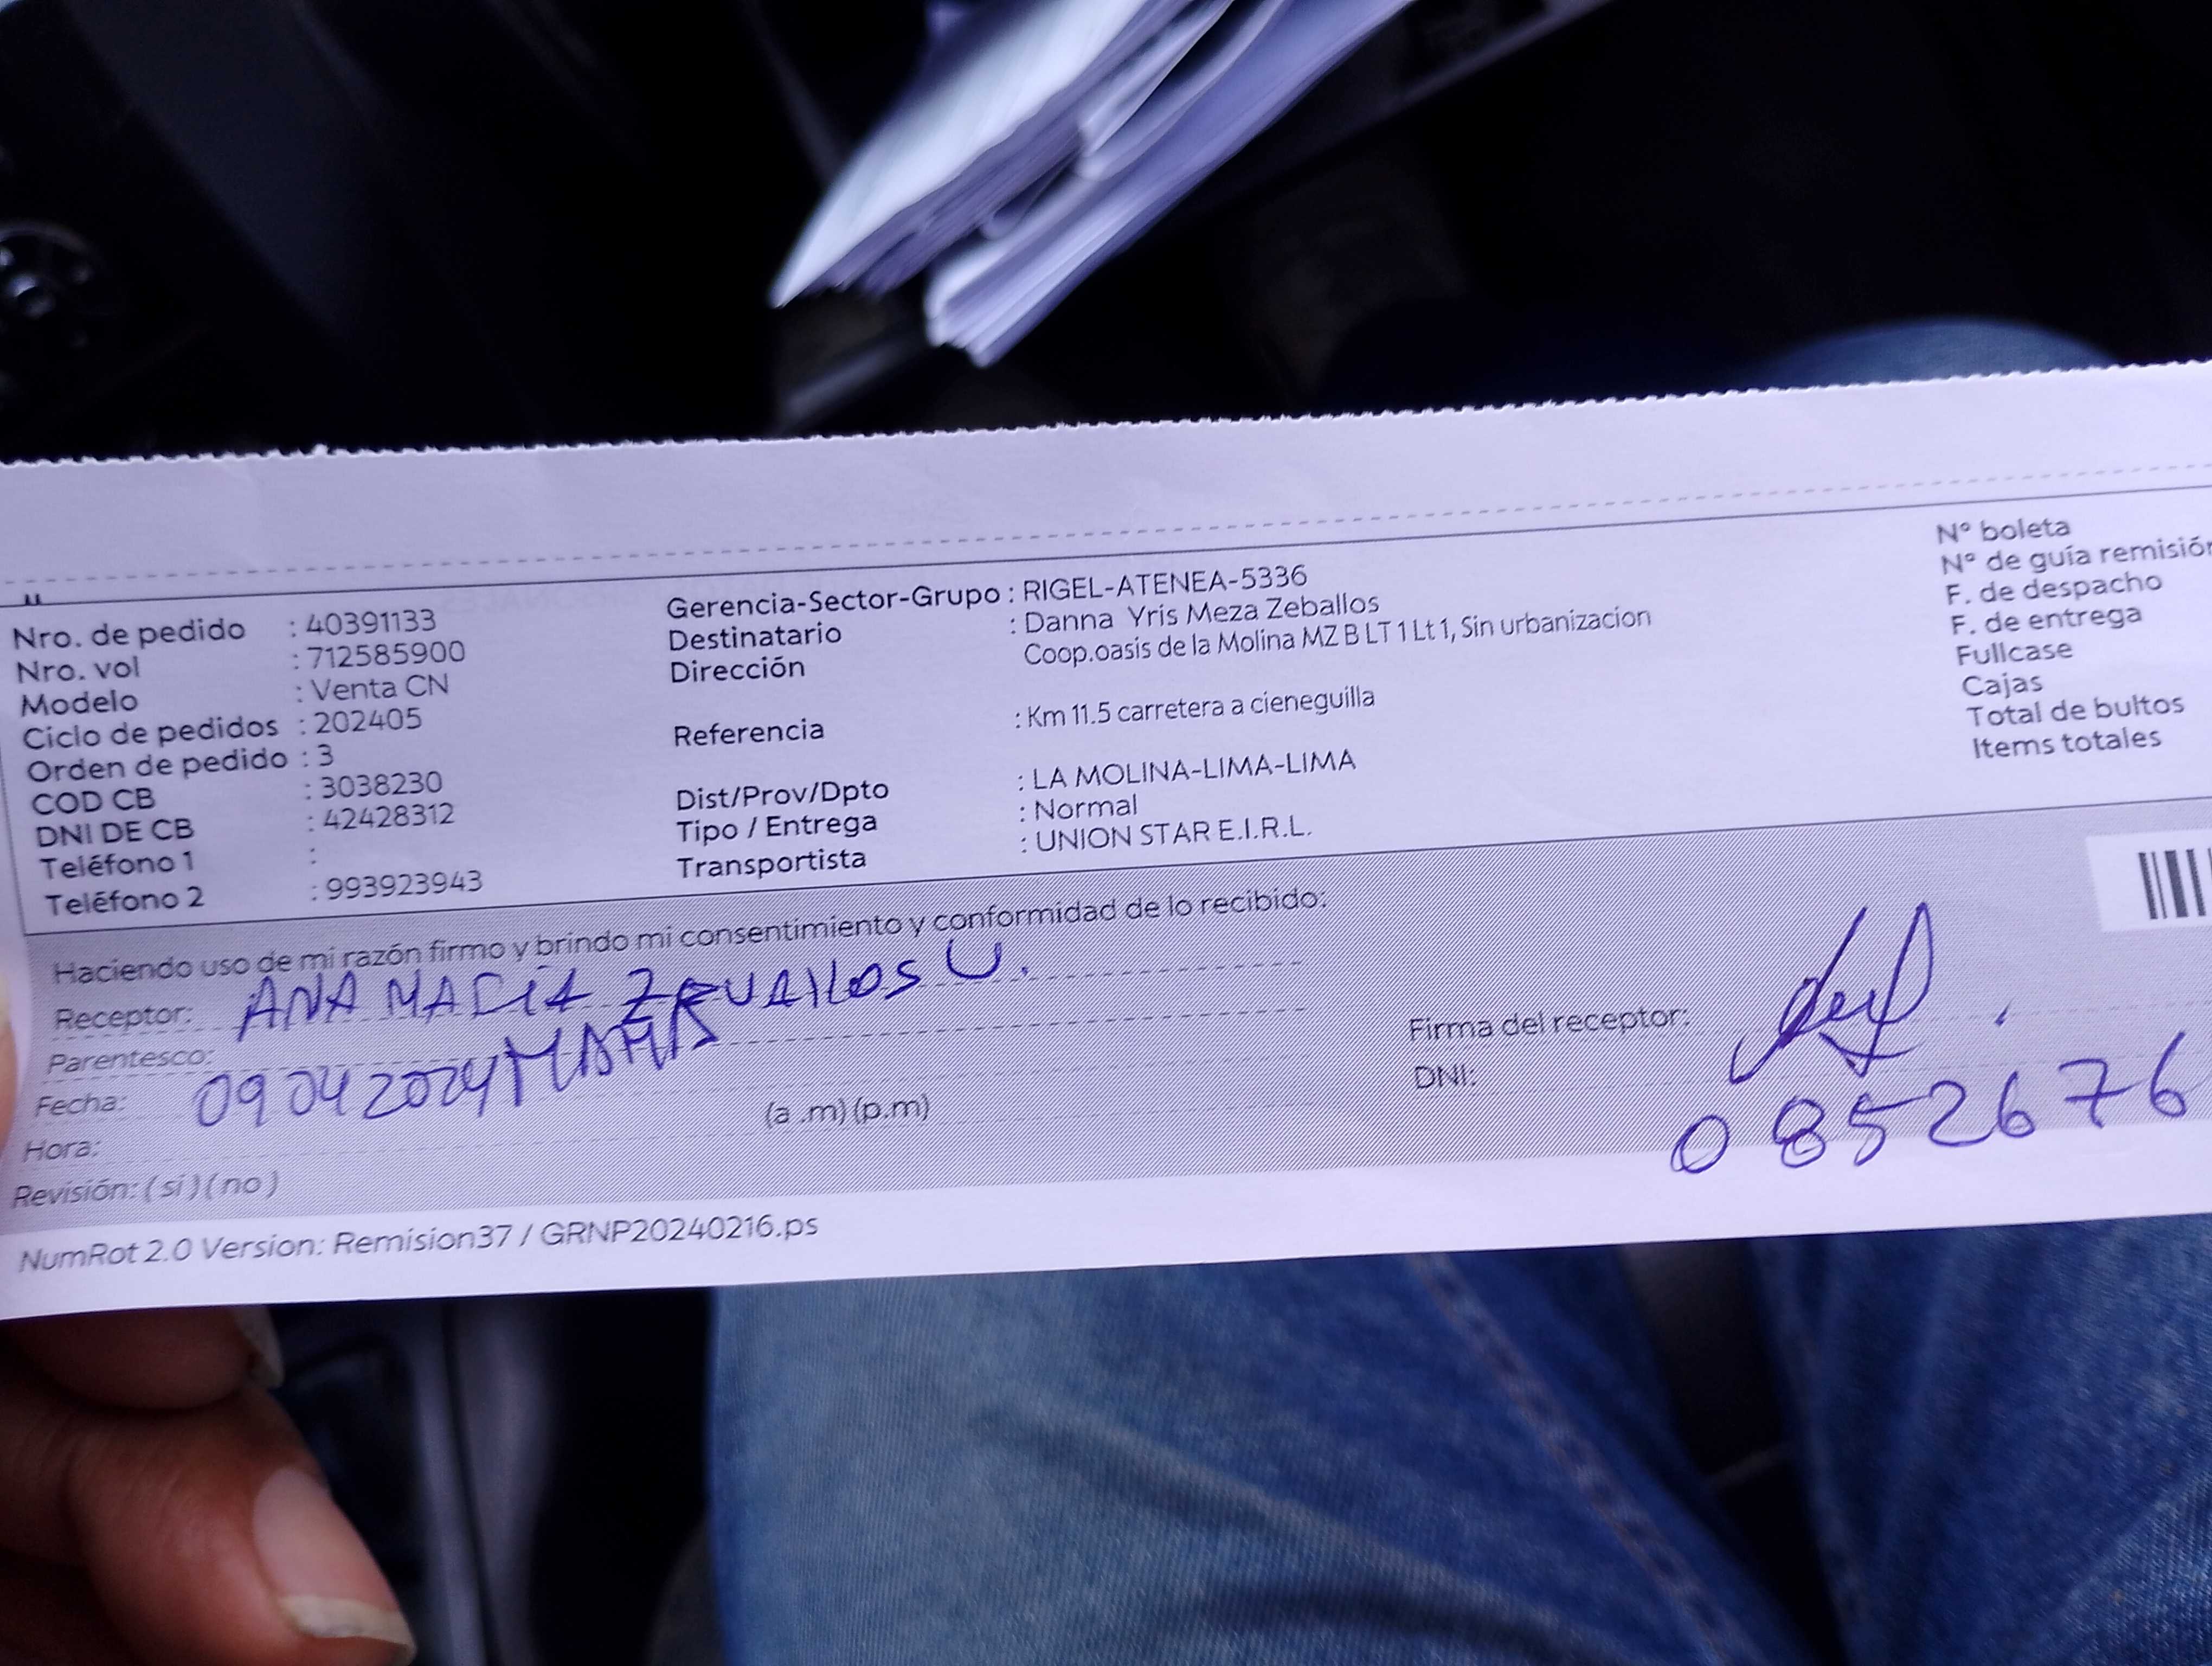 Nro. de pedido : 40391133
Nro. vol : 712585900
Modelo : Venta CN
Ciclo de pedidos : 202405
Orden de pedido : 3
COD CB : 3038230
DNI DE CB : 42428312
Teléfono 1 :
Teléfono 2 : 993923943
Gerencia-Sector-Grupo : RIGEL-ATENEA-5336
Destinatario : Danna Yris Meza Zeballos
Dirección Coop.oasis de la Molina MZ B LT 1 Lt 1, Sin urbanizacion
Referencia : Km 11.5 carretera a cieneguilla
Dist/Prov/Dpto : LA MOLINA-LIMA-LIMA
Tipo / Entrega : Normal
Transportista : UNION STAR E.I.R.L.
N° boleta
N° de guía remisión
F. de despacho
F. de entrega
Fullcase
Cajas
Total de bultos
Items totales
Haciendo uso de mi razón firmo y brindo mi consentimiento y conformidad de lo recibido:
Receptor: ANA MARÍA ZEVALLOS U.
Parentesco: MAMA
Fecha: 09 04 2024
Hora: (a .m) (p.m)
Revisión: ( si ) ( no )
Firma del receptor:
DNI: 0852676
NumRot 2.0 Version: Remision37 / GRNP20240216.ps